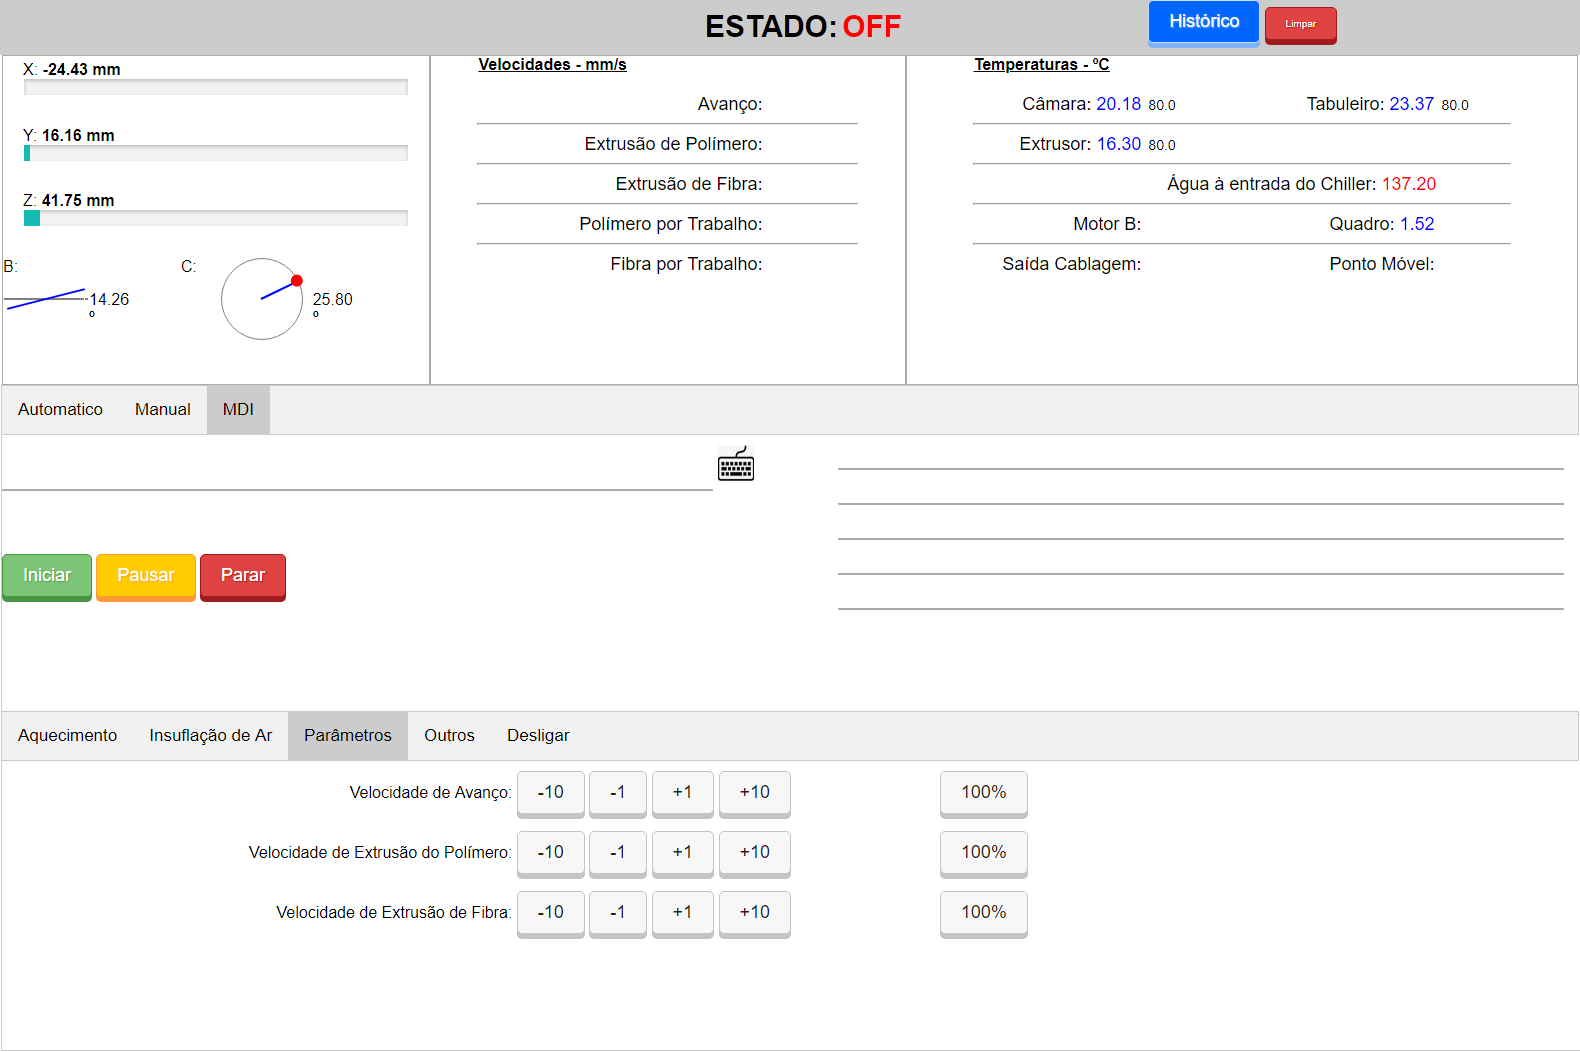 ESTADO: OFF
Histórico
Limpar
X: -24.43 mm
Y: 16.16 mm
Z: 41.75 mm
B:
14.26
º
C:
25.80
º
Velocidades - mm/s
Avanço:
Extrusão de Polímero:
Extrusão de Fibra:
Polímero por Trabalho:
Fibra por Trabalho:
Temperaturas - ºC
Câmara: 20.18 80.0 Tabuleiro: 23.37 80.0
Extrusor: 16.30 80.0
Água à entrada do Chiller: 137.20
Motor B: Quadro: 1.52
Saída Cablagem: Ponto Móvel:
Automatico Manual MDI
Iniciar Pausar Parar
Aquecimento Insuflação de Ar Parâmetros Outros Desligar
Velocidade de Avanço: -10 -1 +1 +10 100%
Velocidade de Extrusão do Polímero: -10 -1 +1 +10 100%
Velocidade de Extrusão de Fibra: -10 -1 +1 +10 100%